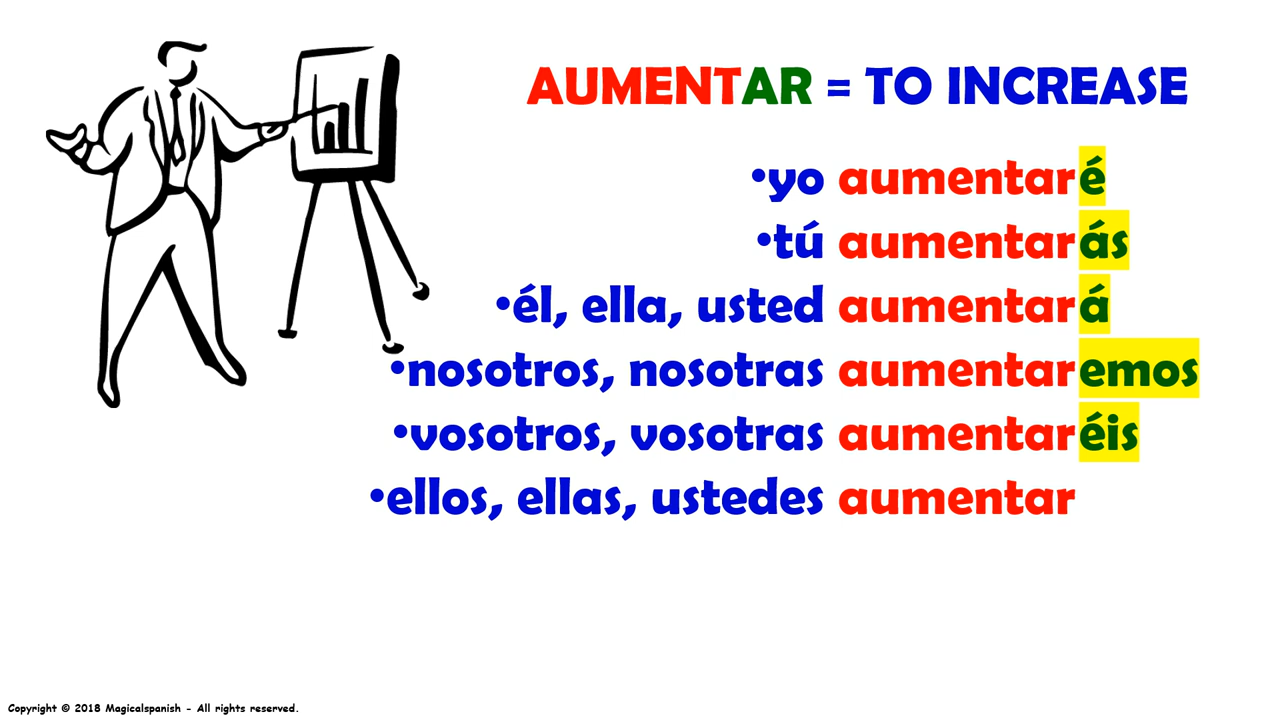 AUMENTAR = TO INCREASE
•yo aumentaré
•tú aumentarás
•él, ella, usted aumentará
•nosotros, nosotras aumentaremos
•vosotros, vosotras aumentaréis
•ellos, ellas, ustedes aumentar
Copyright © 2018 Magicalspanish - All rights reserved.